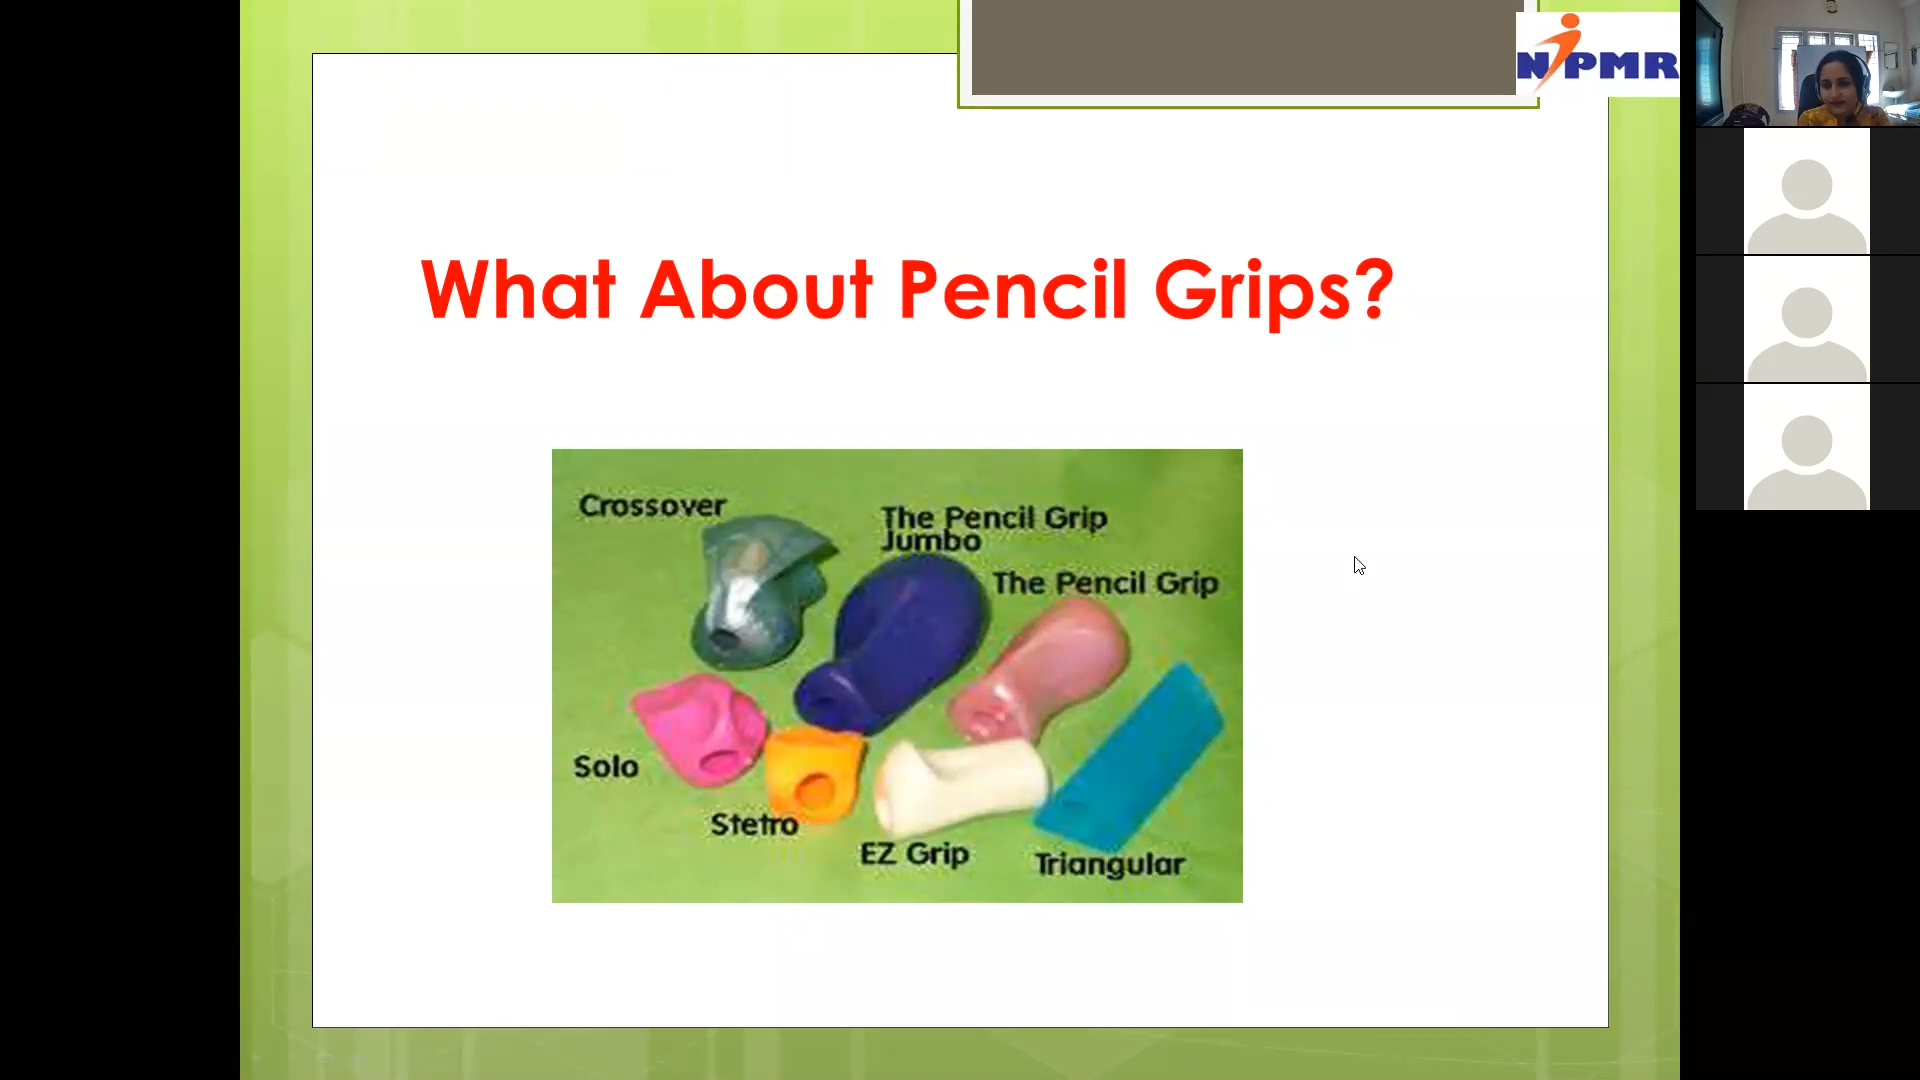 NIPMR
What About Pencil Grips?
Crossover
The Pencil Grip
Jumbo
The Pencil Grip
Solo
Stetro
EZ Grip
Triangular